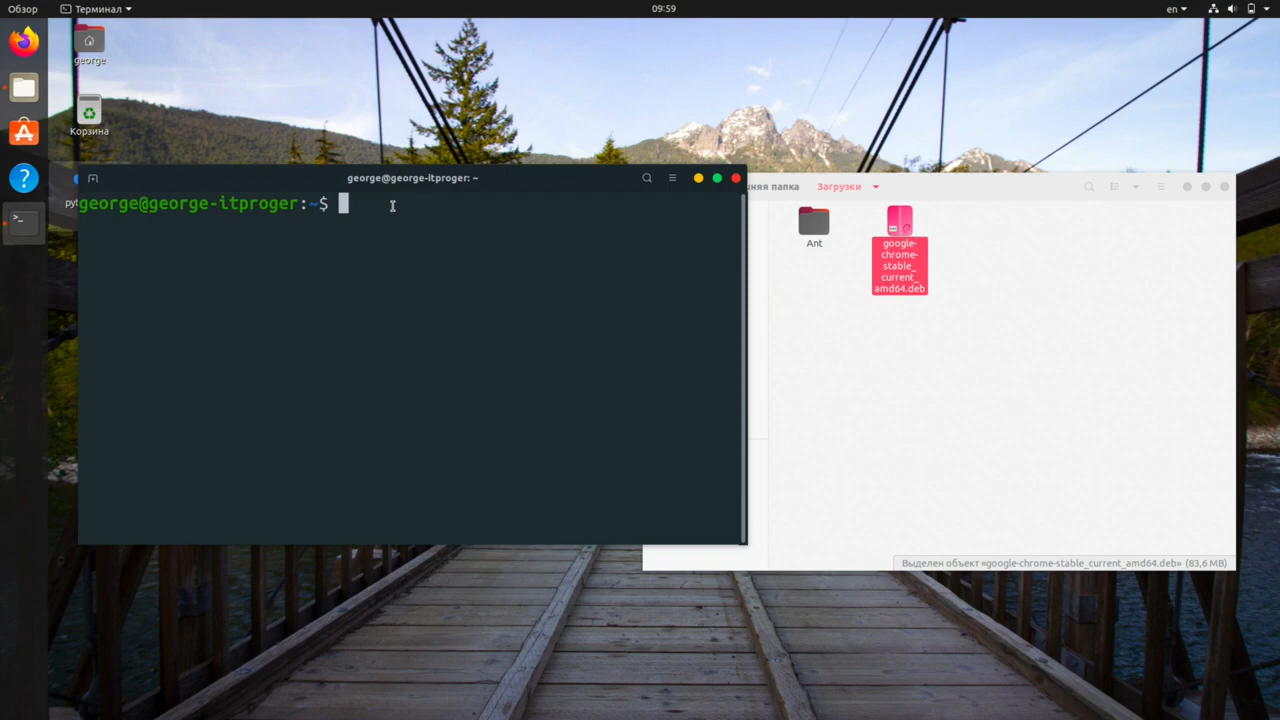 Обзор
Терминал
09:59
en
george
Корзина
george@george-itproger: ~
george@george-itproger:~$
папка
Загрузки
Ant
google-
chrome-
stable_
current_
amd64.deb
Выделен объект «google-chrome-stable_current_amd64.deb» (83,6 MB)